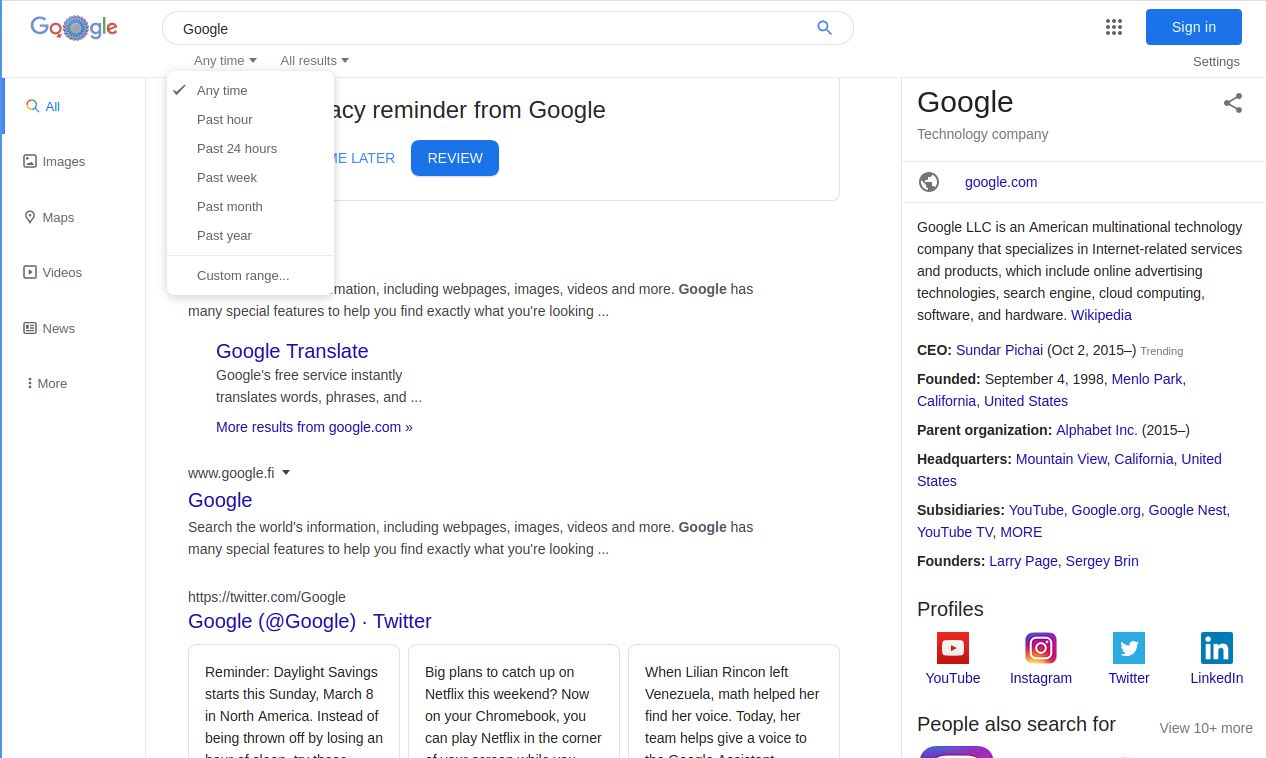 Google
Google
Sign in
Any time
All results
Settings
Any time
Past hour
Past 24 hours
Past week
Past month
Past year
Custom range...
All
Images
Maps
Videos
News
More
reminder from Google
LATER
REVIEW
including webpages, images, videos and more. Google has
many special features to help you find exactly what you're looking ...
Google Translate
Google's free service instantly
translates words, phrases, and ...
More results from google.com »
www.google.fi
Google
Search the world's information, including webpages, images, videos and more. Google has
many special features to help you find exactly what you're looking ...
https://twitter.com/Google
Google (@Google) · Twitter
Reminder: Daylight Savings
starts this Sunday, March 8
in North America. Instead of
being thrown off by losing an
Big plans to catch up on
Netflix this weekend? Now
on your Chromebook, you
can play Netflix in the corner
of your screen while you
When Lilian Rincon left
Venezuela, math helped her
find her voice. Today, her
team helps give a voice to
the Google Assistant
Google
Technology company
google.com
Google LLC is an American multinational technology
company that specializes in Internet-related services
and products, which include online advertising
technologies, search engine, cloud computing,
software, and hardware. Wikipedia
CEO: Sundar Pichai (Oct 2, 2015–) Trending
Founded: September 4, 1998, Menlo Park,
California, United States
Parent organization: Alphabet Inc. (2015–)
Headquarters: Mountain View, California, United
States
Subsidiaries: YouTube, Google.org, Google Nest,
YouTube TV, MORE
Founders: Larry Page, Sergey Brin
Profiles
YouTube
Instagram
Twitter
LinkedIn
People also search for
View 10+ more